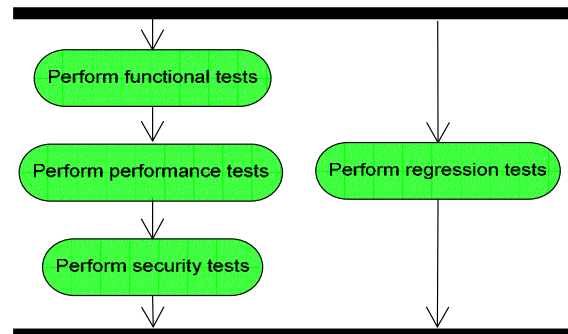 Perform functional tests
Perform performance tests
Perform regression tests
Perform security tests